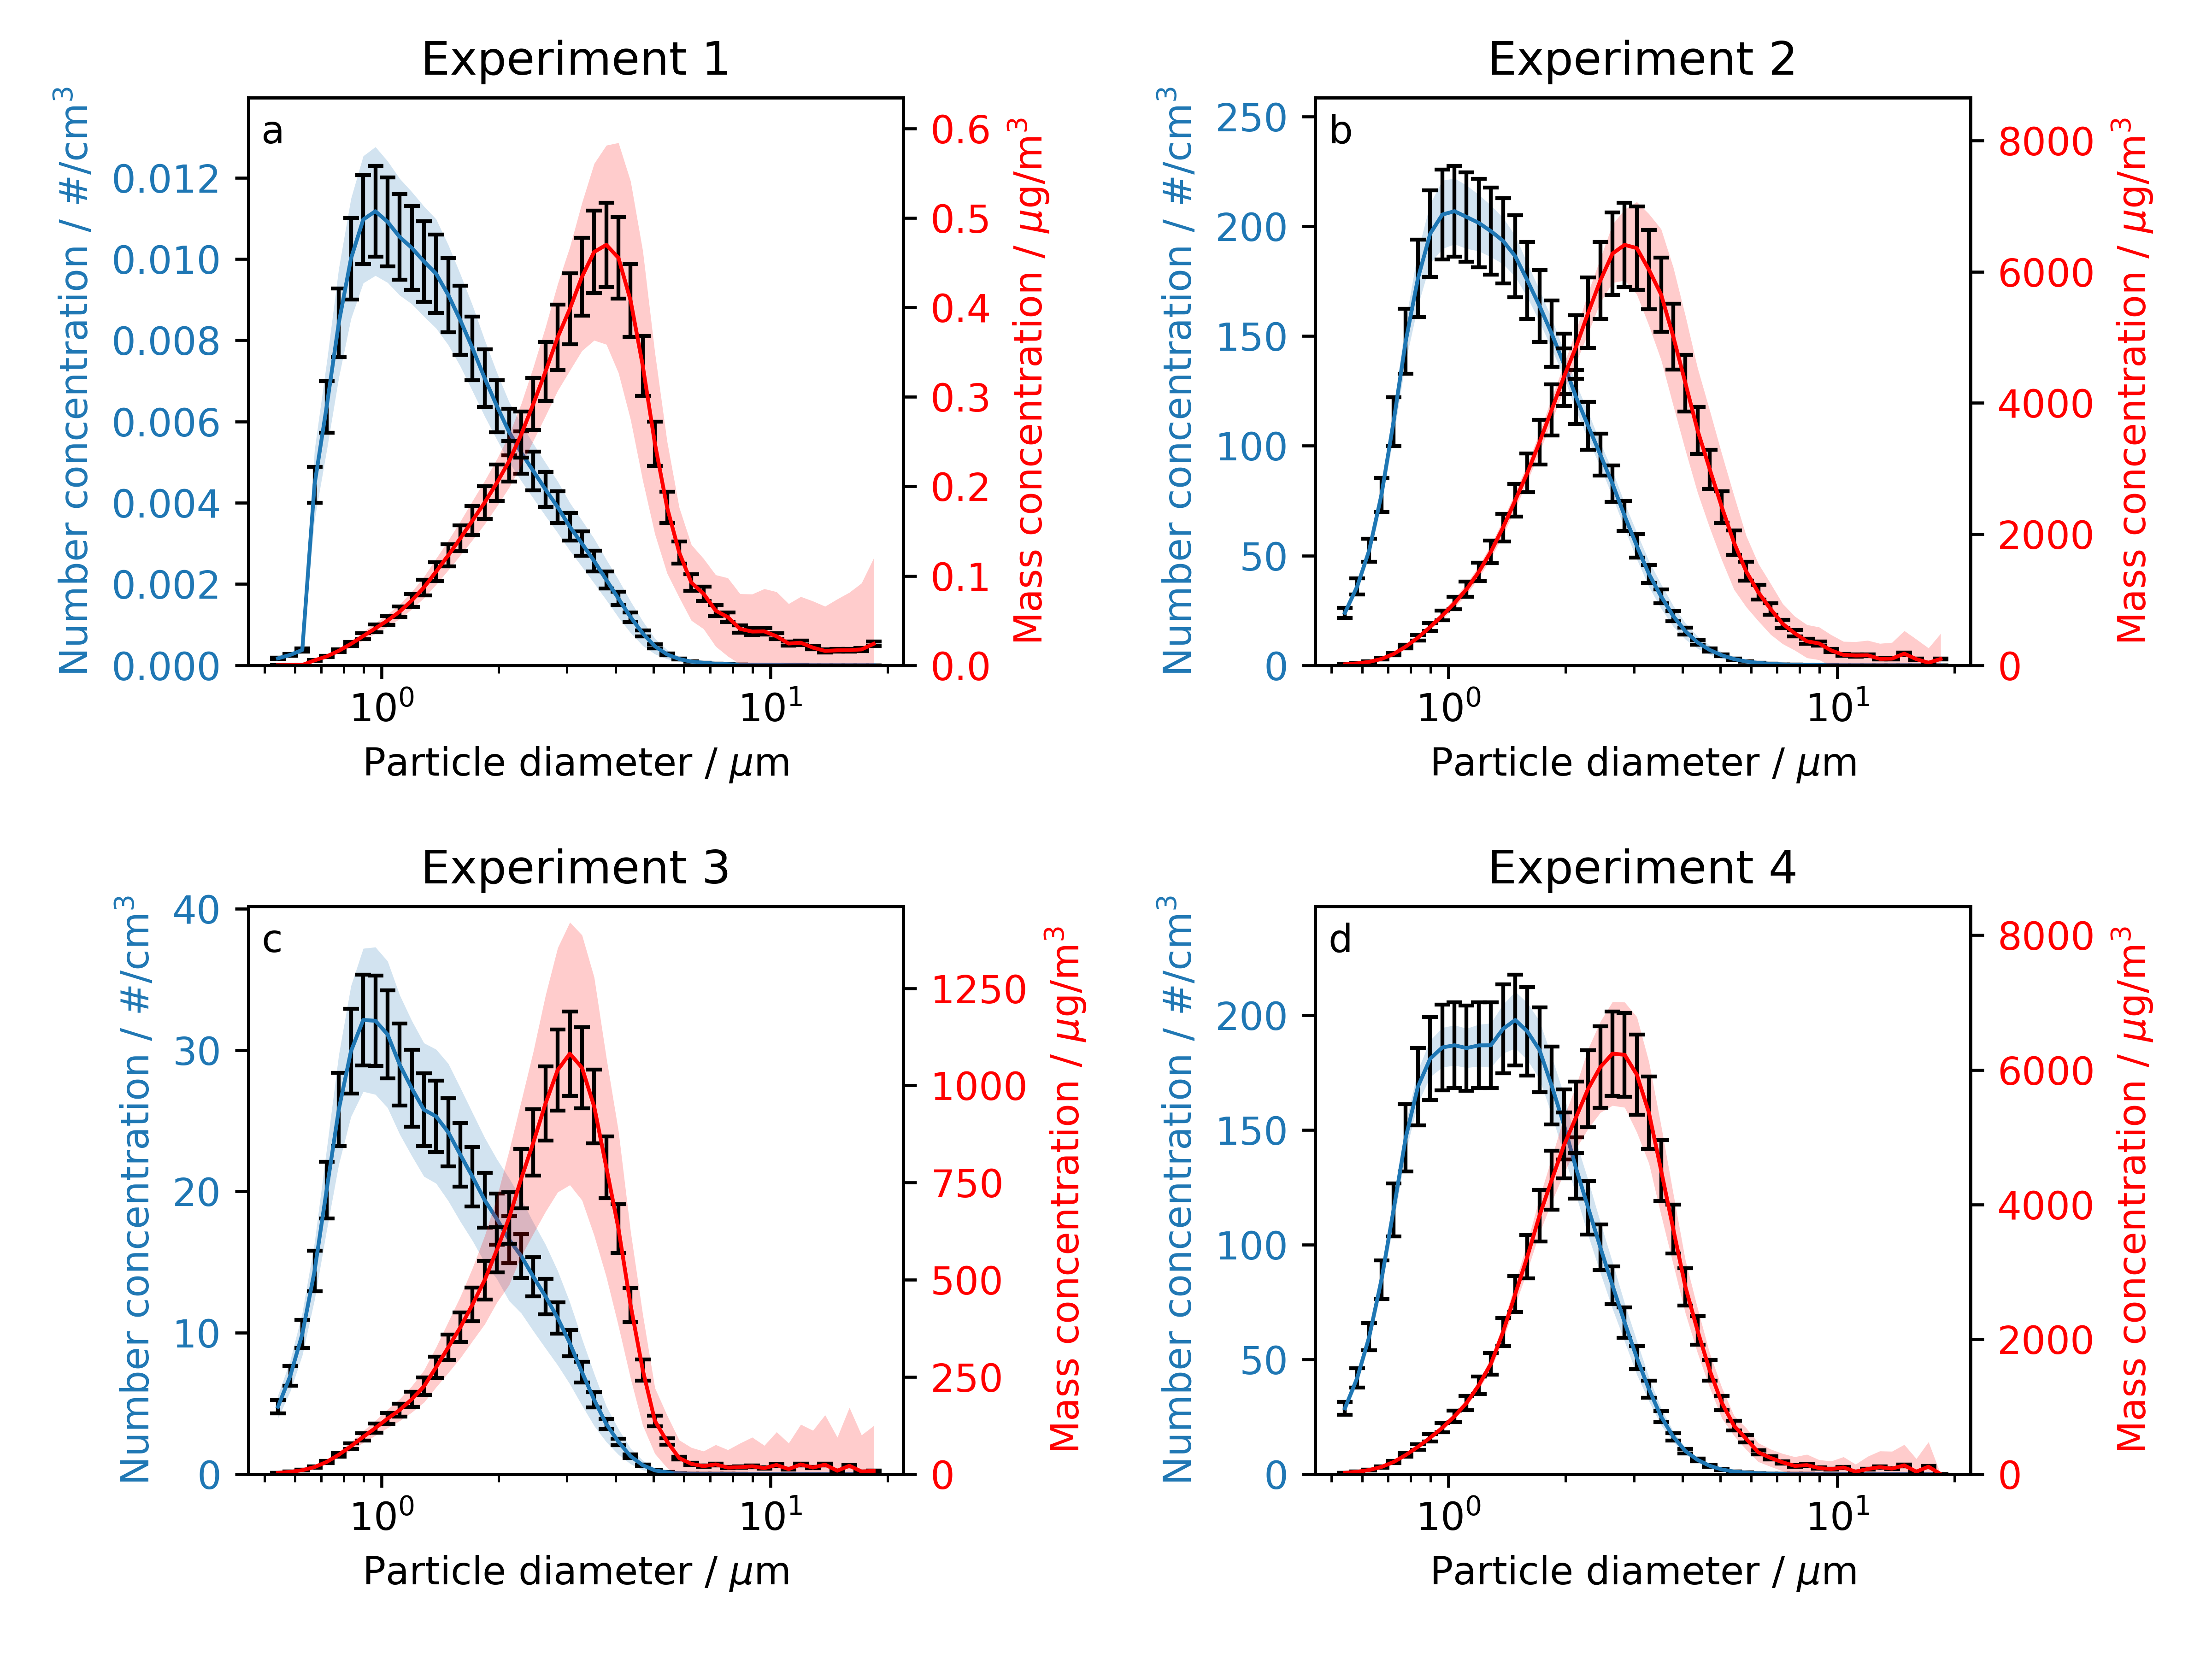 Experiment 1
a
Number concentration / #/cm³
0.012
0.010
0.008
0.006
0.004
0.002
0.000
0.6
0.5
0.4
0.3
0.2
0.1
0.0
Mass concentration / μg/m³
10⁰
10¹
Particle diameter / μm
Experiment 2
b
Number concentration / #/cm³
250
200
150
100
50
0
8000
6000
4000
2000
0
Mass concentration / μg/m³
10⁰
10¹
Particle diameter / μm
Experiment 3
c
Number concentration / #/cm³
40
30
20
10
0
1250
1000
750
500
250
0
Mass concentration / μg/m³
10⁰
10¹
Particle diameter / μm
Experiment 4
d
Number concentration / #/cm³
200
150
100
50
0
8000
6000
4000
2000
0
Mass concentration / μg/m³
10⁰
10¹
Particle diameter / μm